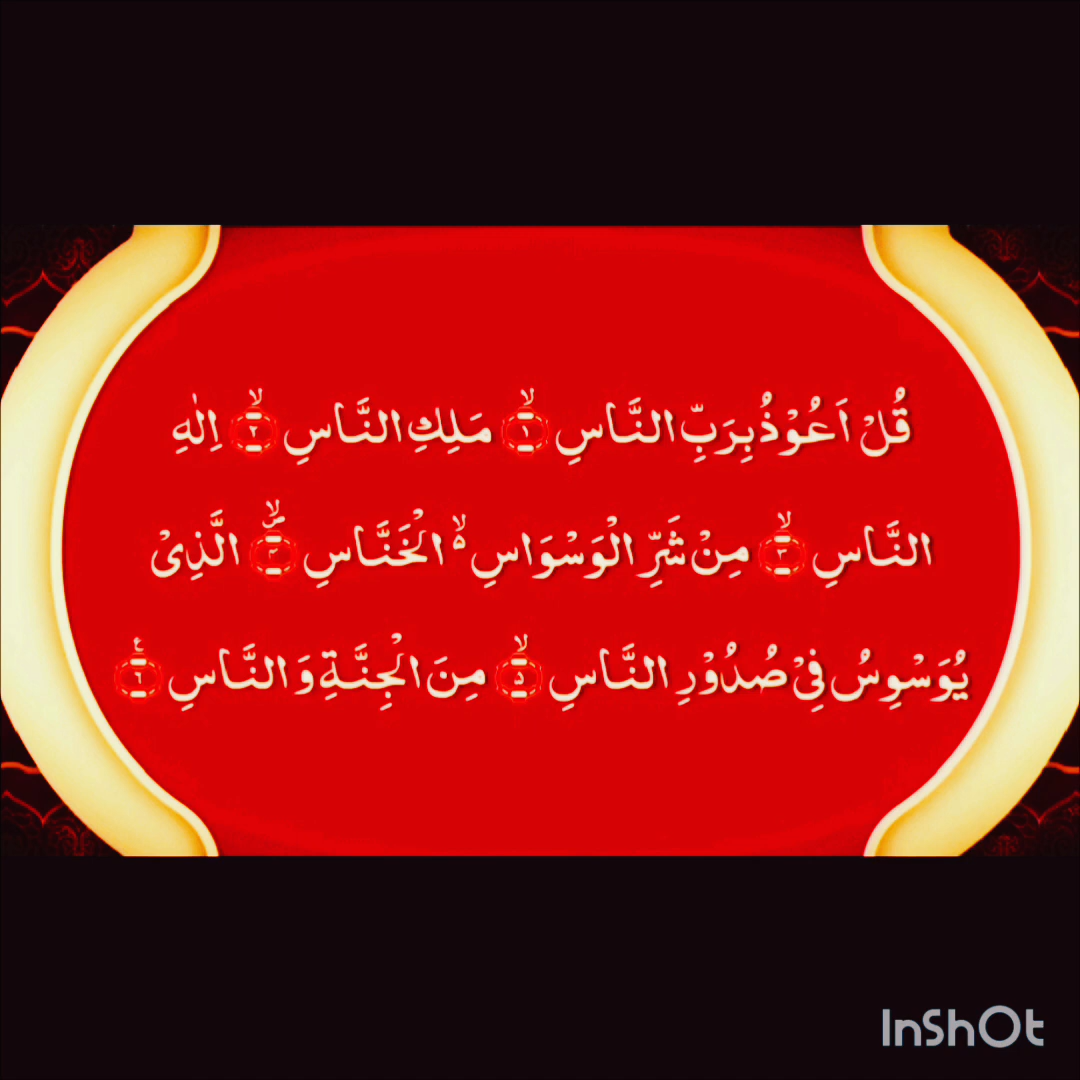 قُلْ اَعُوْذُ بِرَبِّ النَّاسِ ۙ﴿١﴾ مَلِكِ النَّاسِ ۙ﴿٢﴾ اِلٰهِ
النَّاسِ ۙ﴿٣﴾ مِنْ شَرِّ الْوَسْوَاسِ ۙ۬ الْخَنَّاسِ ۪ۙ﴿٤﴾ الَّذِیْ
یُوَسْوِسُ فِیْ صُدُوْرِ النَّاسِ ۙ﴿٥﴾ مِنَ الْجِنَّةِ وَ النَّاسِ ﴿٦﴾
InShOt